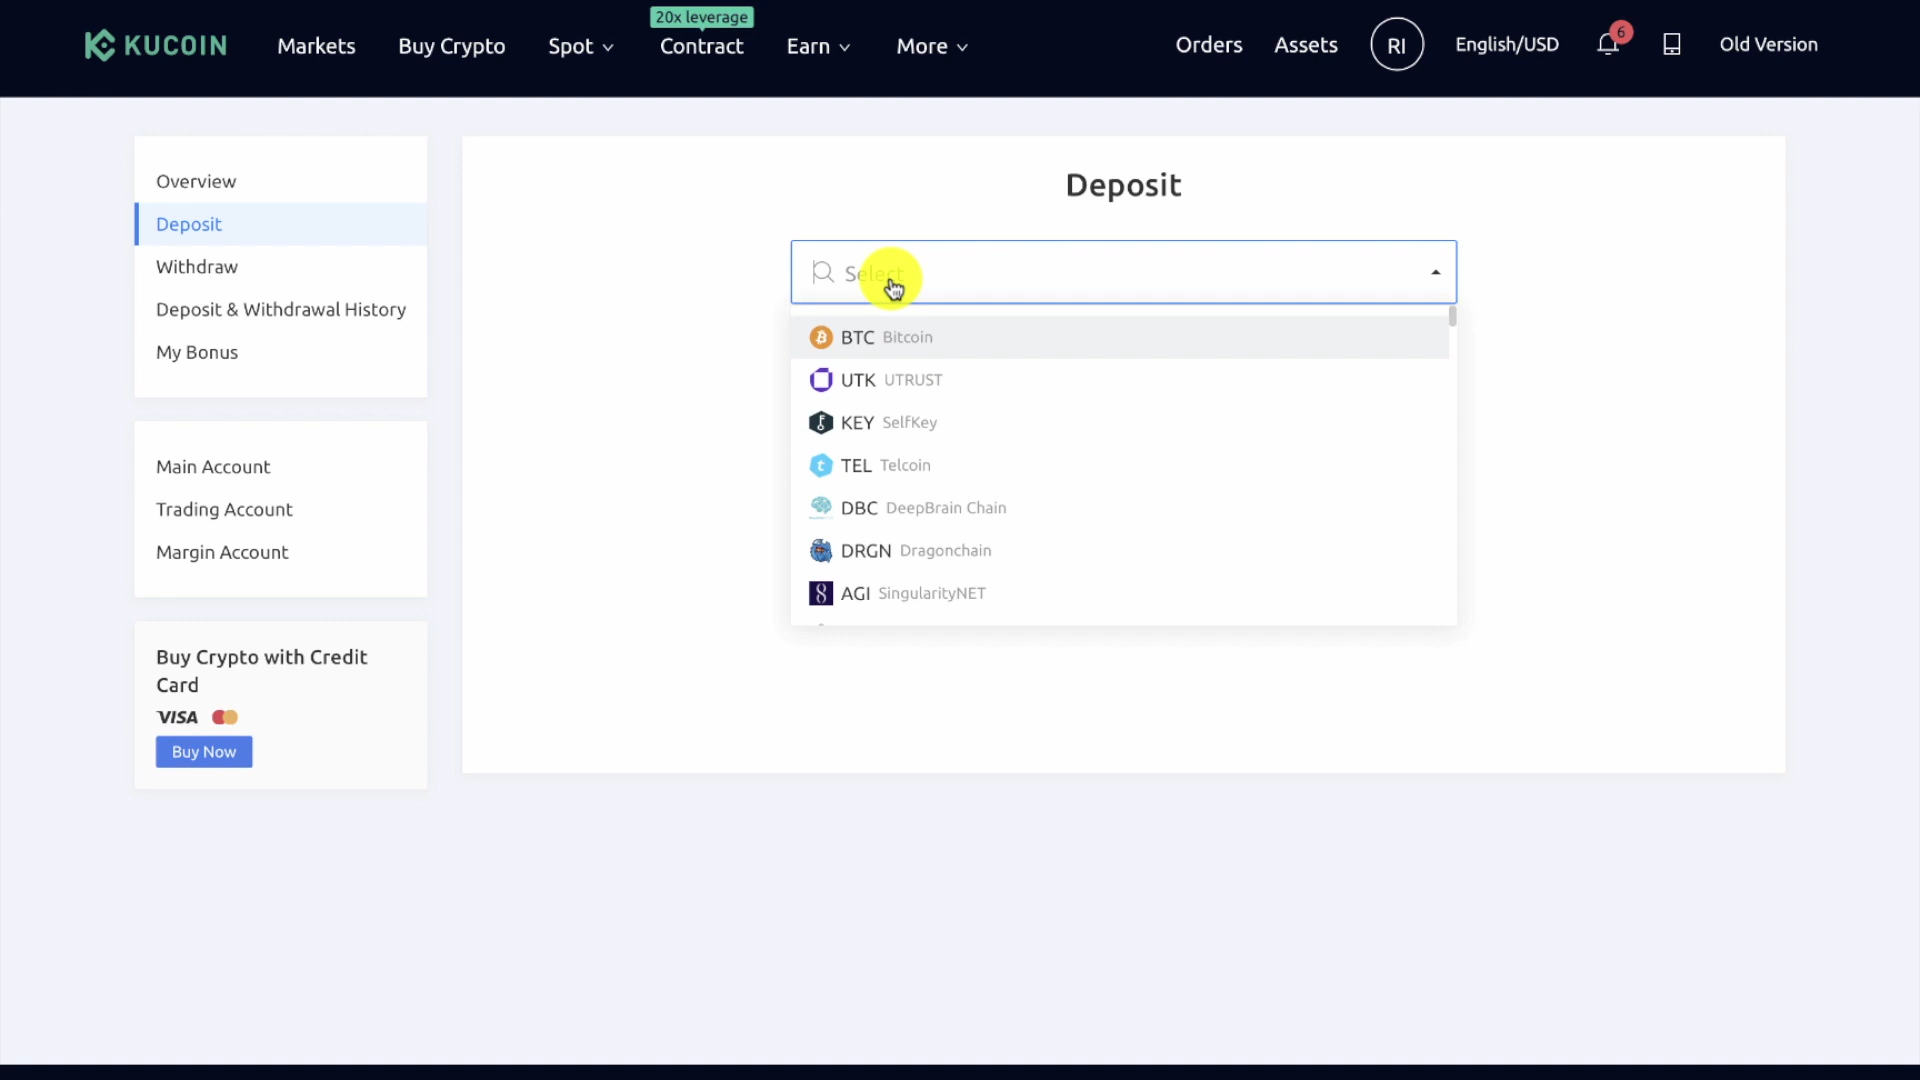 20x leverage
KUCOIN Markets Buy Crypto Spot Contract Earn More Orders Assets RI English/USD 6 Old Version
Overview
Deposit
Withdraw
Deposit & Withdrawal History
My Bonus
Main Account
Trading Account
Margin Account
Buy Crypto with Credit
Card
VISA
Buy Now
Deposit
Select
BTC Bitcoin
UTK UTRUST
KEY SelfKey
TEL Telcoin
DBC DeepBrain Chain
DRGN Dragonchain
AGI SingularityNET